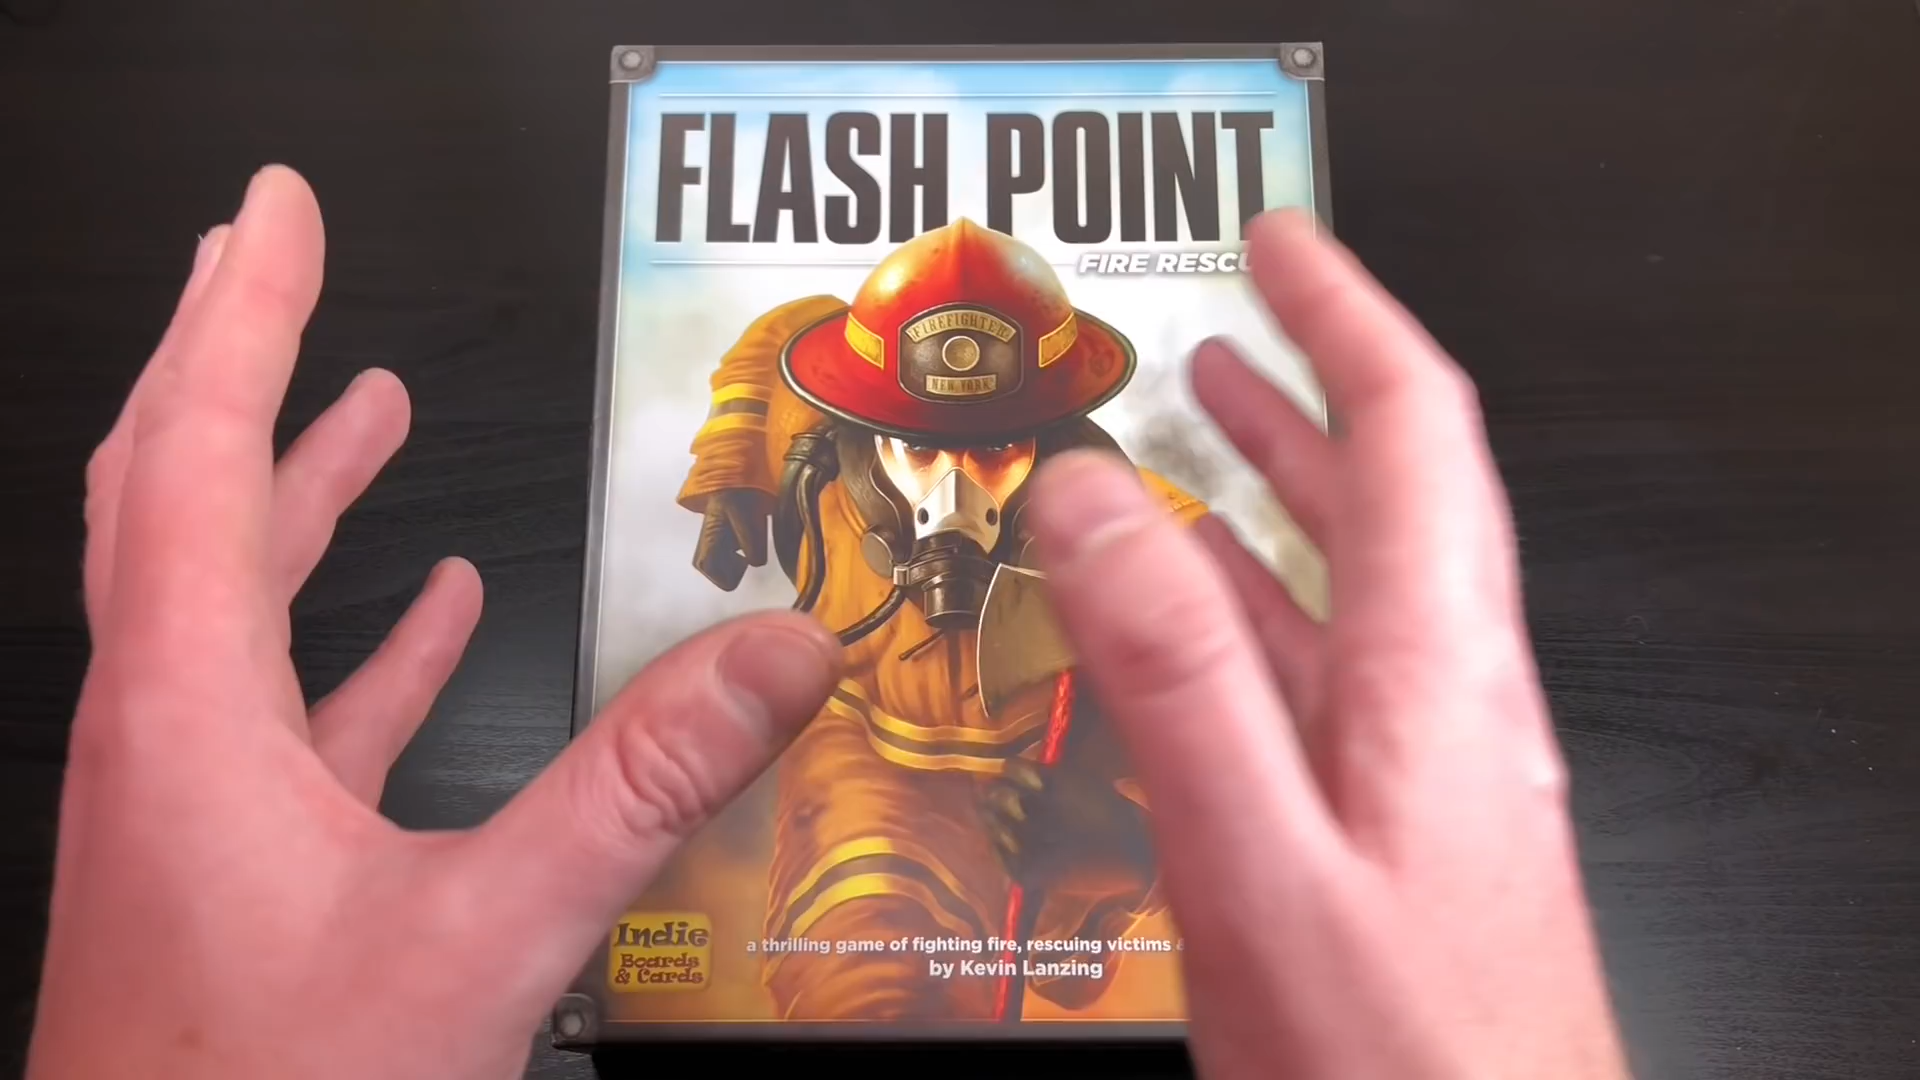 FLASH POINT
FIRE RESCU
FIREFIGHTER
NEW YORK
Indie
Boards
& Cards
a thrilling game of fighting fire, rescuing victims &
by Kevin Lanzing